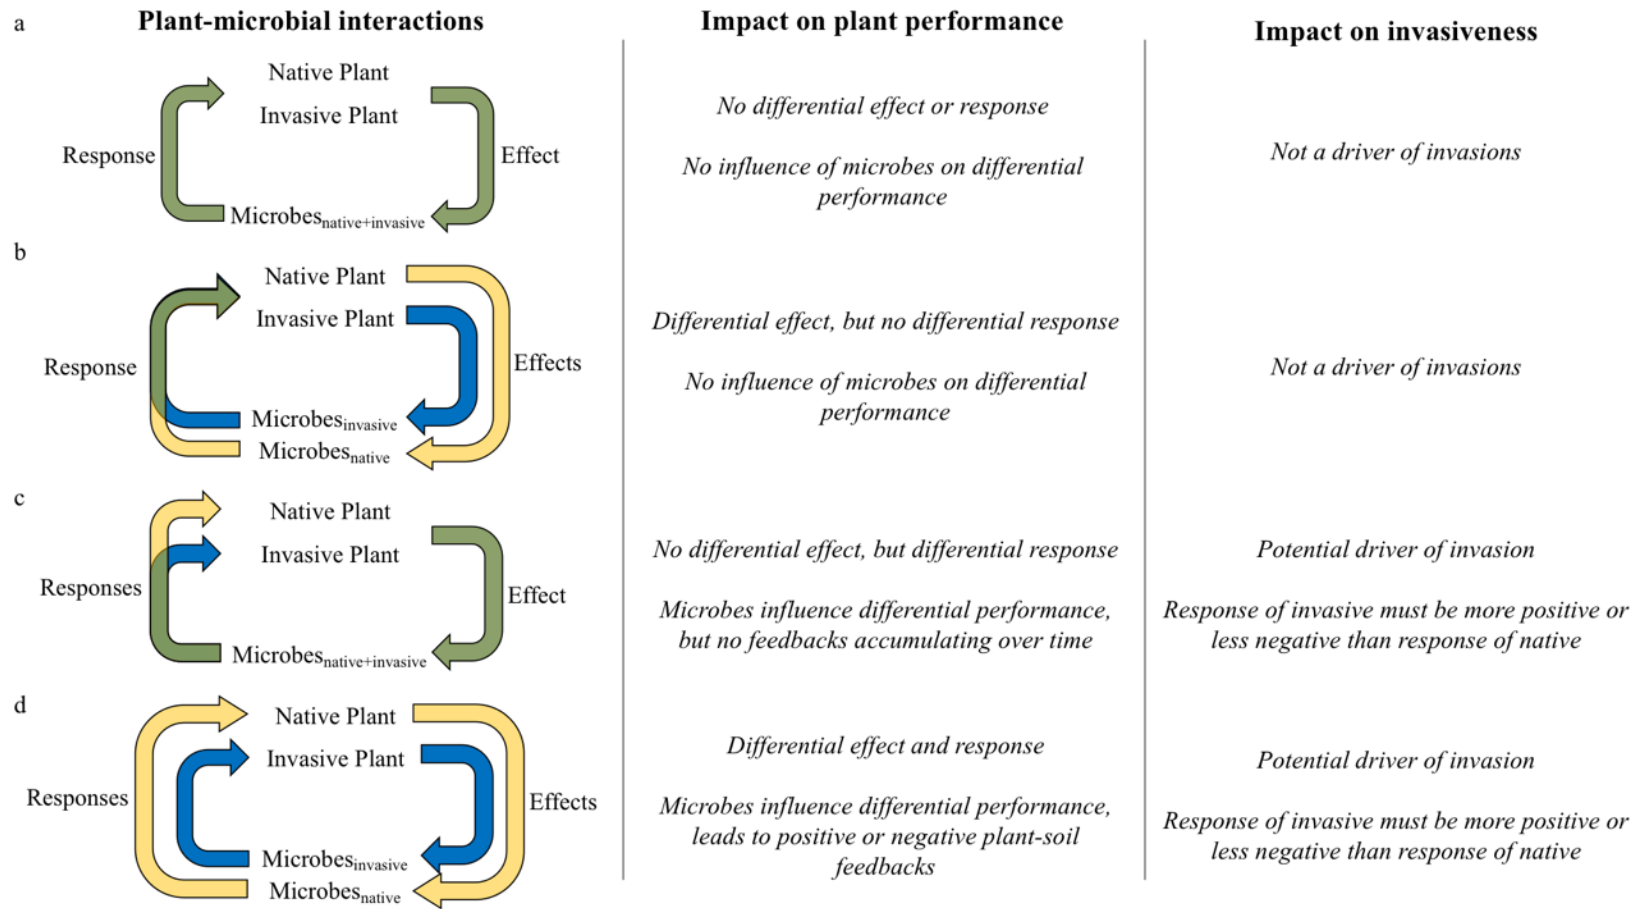 a
Plant-microbial interactions
Impact on plant performance
Impact on invasiveness
Native Plant
Invasive Plant
Response
Effect
Microbesnative+invasive
No differential effect or response
No influence of microbes on differential
performance
Not a driver of invasions
b
Native Plant
Invasive Plant
Response
Effects
Microbesinvasive
Microbesnative
Differential effect, but no differential response
No influence of microbes on differential
performance
Not a driver of invasions
c
Native Plant
Invasive Plant
Responses
Effect
Microbesnative+invasive
No differential effect, but differential response
Microbes influence differential performance,
but no feedbacks accumulating over time
Potential driver of invasion
Response of invasive must be more positive or
less negative than response of native
d
Native Plant
Invasive Plant
Responses
Effects
Microbesinvasive
Microbesnative
Differential effect and response
Microbes influence differential performance,
leads to positive or negative plant-soil
feedbacks
Potential driver of invasion
Response of invasive must be more positive or
less negative than response of native